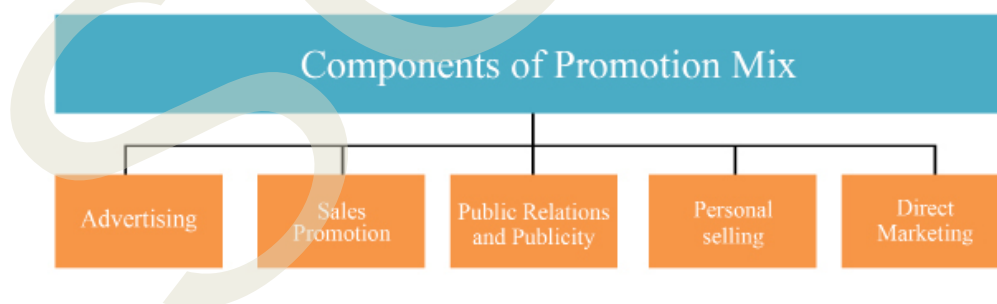 Components of Promotion Mix
Advertising
Sales
Promotion
Public Relations
and Publicity
Personal
selling
Direct
Marketing